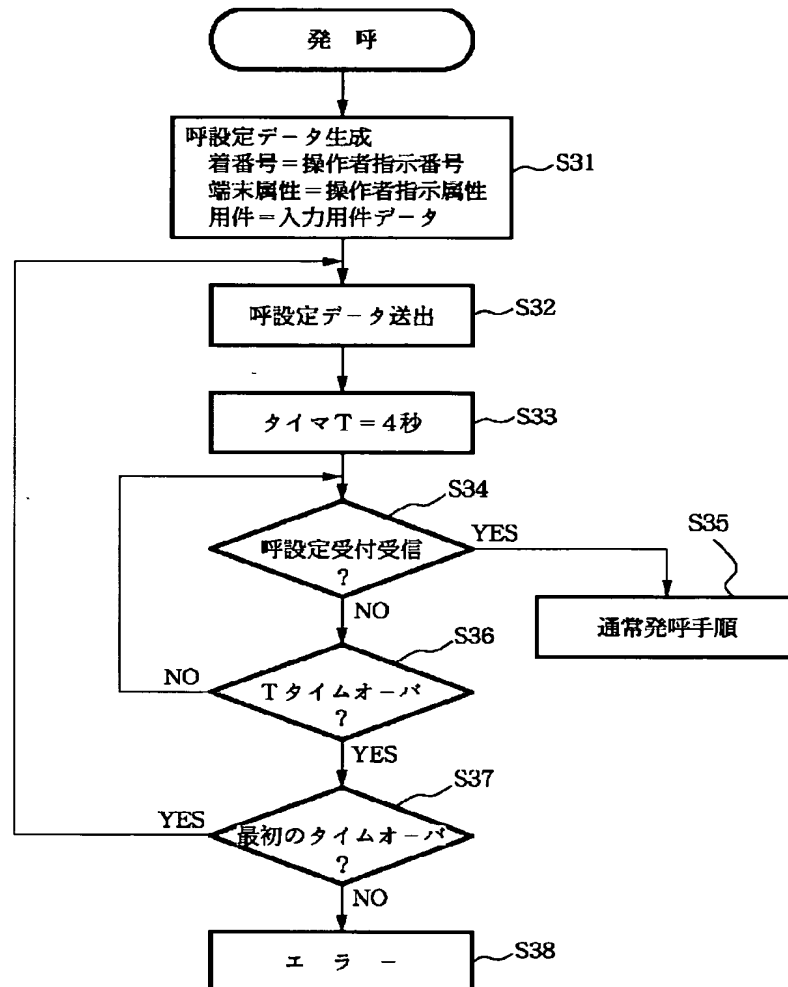 発 呼
呼設定データ生成
着番号=操作者指示番号
端末属性=操作者指示属性
用件=入力用件データ
S31
呼設定データ送出
S32
タイマT=4秒
S33
S34
呼設定受付受信
?
YES
NO
S35
通常発呼手順
S36
Tタイムオーバ
?
NO
YES
S37
最初のタイムオーバ
?
YES
NO
エ ラ ー
S38